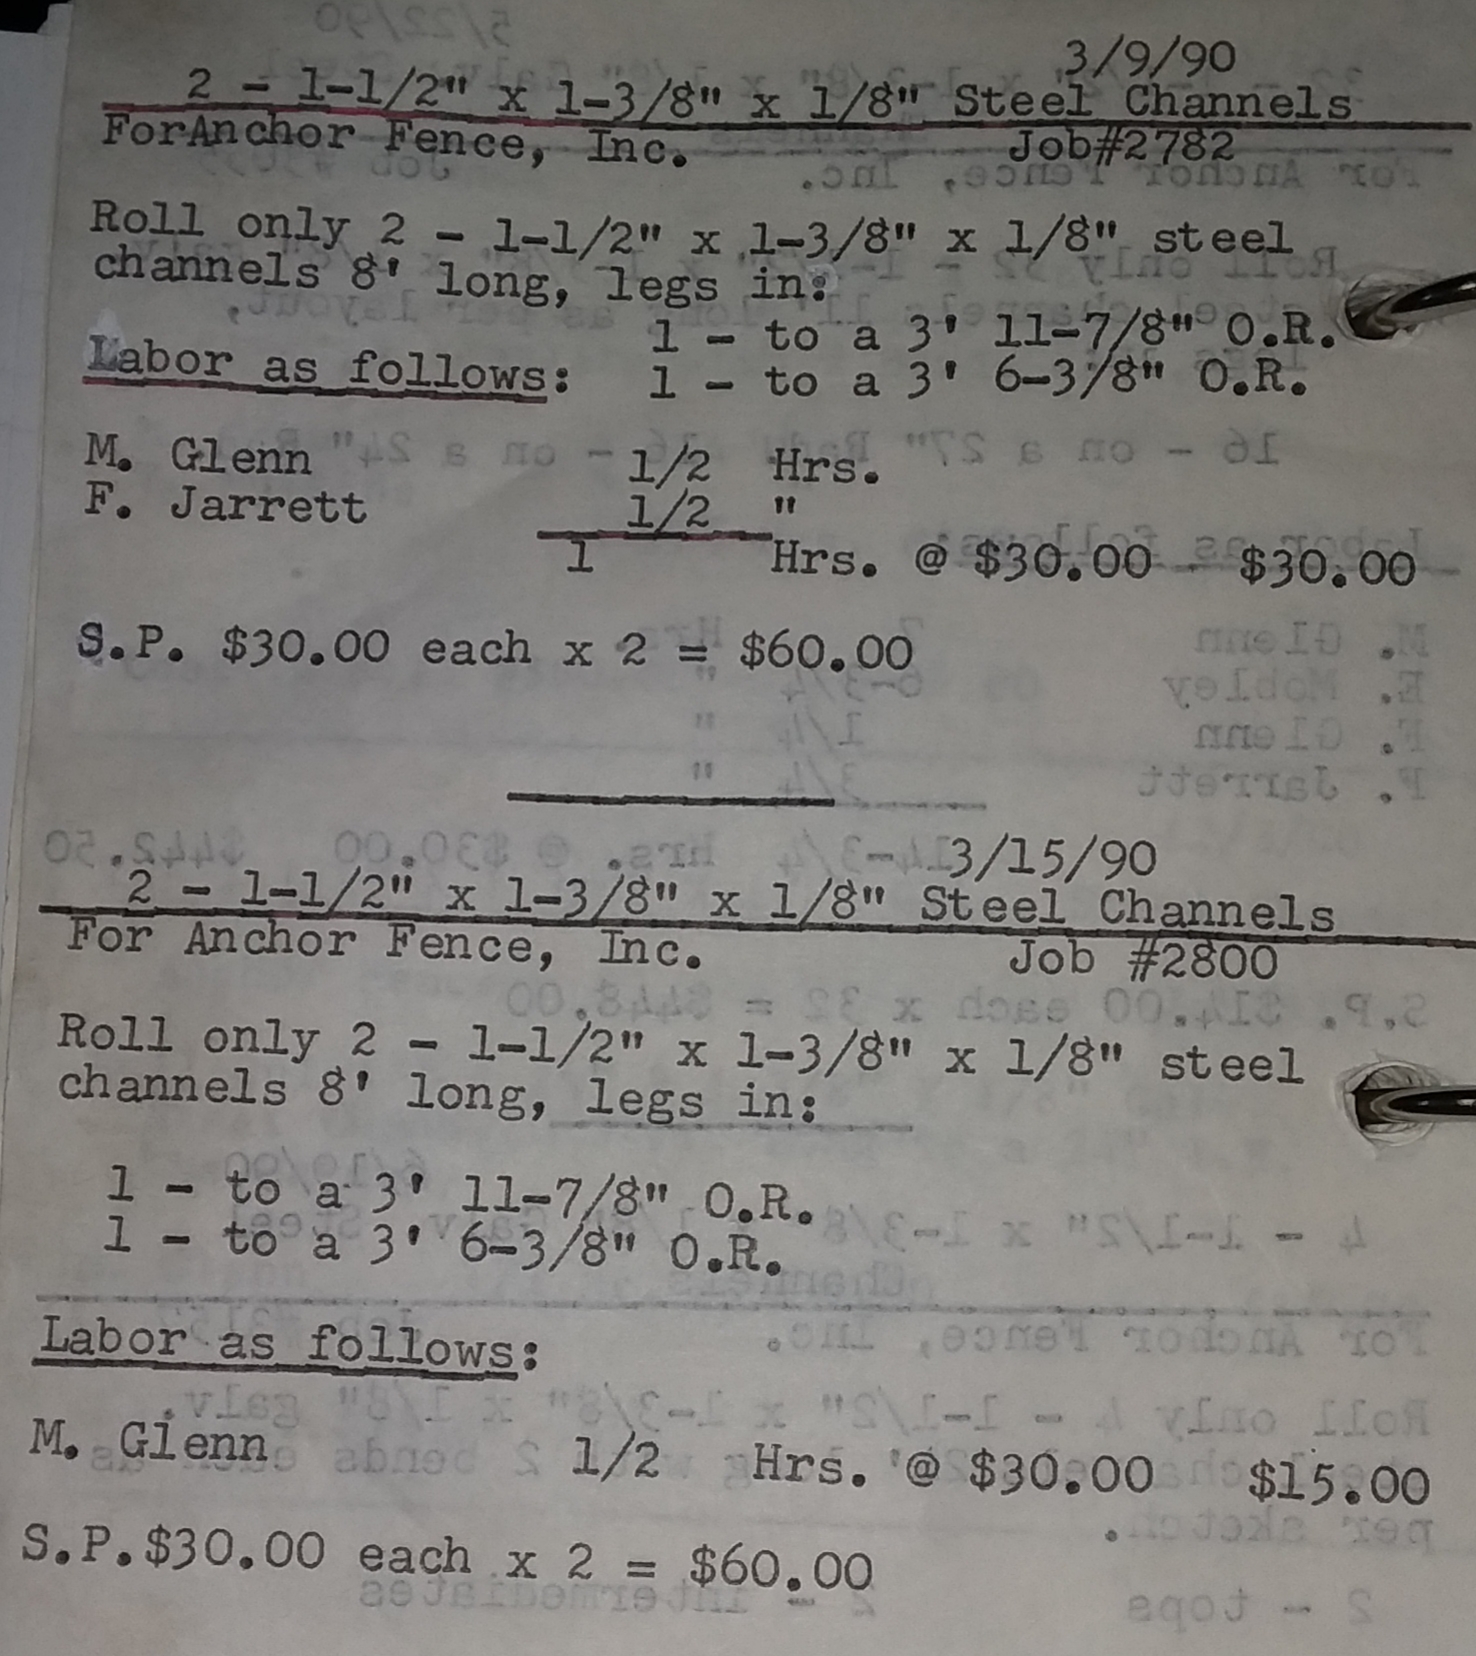 3/9/90
2 - 1-1/2" x 1-3/8" x 1/8" Steel Channels
ForAnchor Fence, Inc. Job#2782
Roll only 2 - 1-1/2" x 1-3/8" x 1/8" steel
channels 8' long, legs in:
1 - to a 3' 11-7/8" O.R.
Labor as follows: 1 - to a 3' 6-3/8" O.R.
M. Glenn 1/2 Hrs.
F. Jarrett 1/2 "
1 Hrs. @ $30.00 $30.00
S.P. $30.00 each x 2 = $60.00
3/15/90
2 - 1-1/2" x 1-3/8" x 1/8" Steel Channels
For Anchor Fence, Inc. Job #2800
Roll only 2 - 1-1/2" x 1-3/8" x 1/8" steel
channels 8' long, legs in:
1 - to a 3' 11-7/8" O.R.
1 - to a 3' 6-3/8" O.R.
Labor as follows:
M. Glenn 1/2 Hrs. @ $30.00 $15.00
S.P.$30.00 each x 2 = $60.00